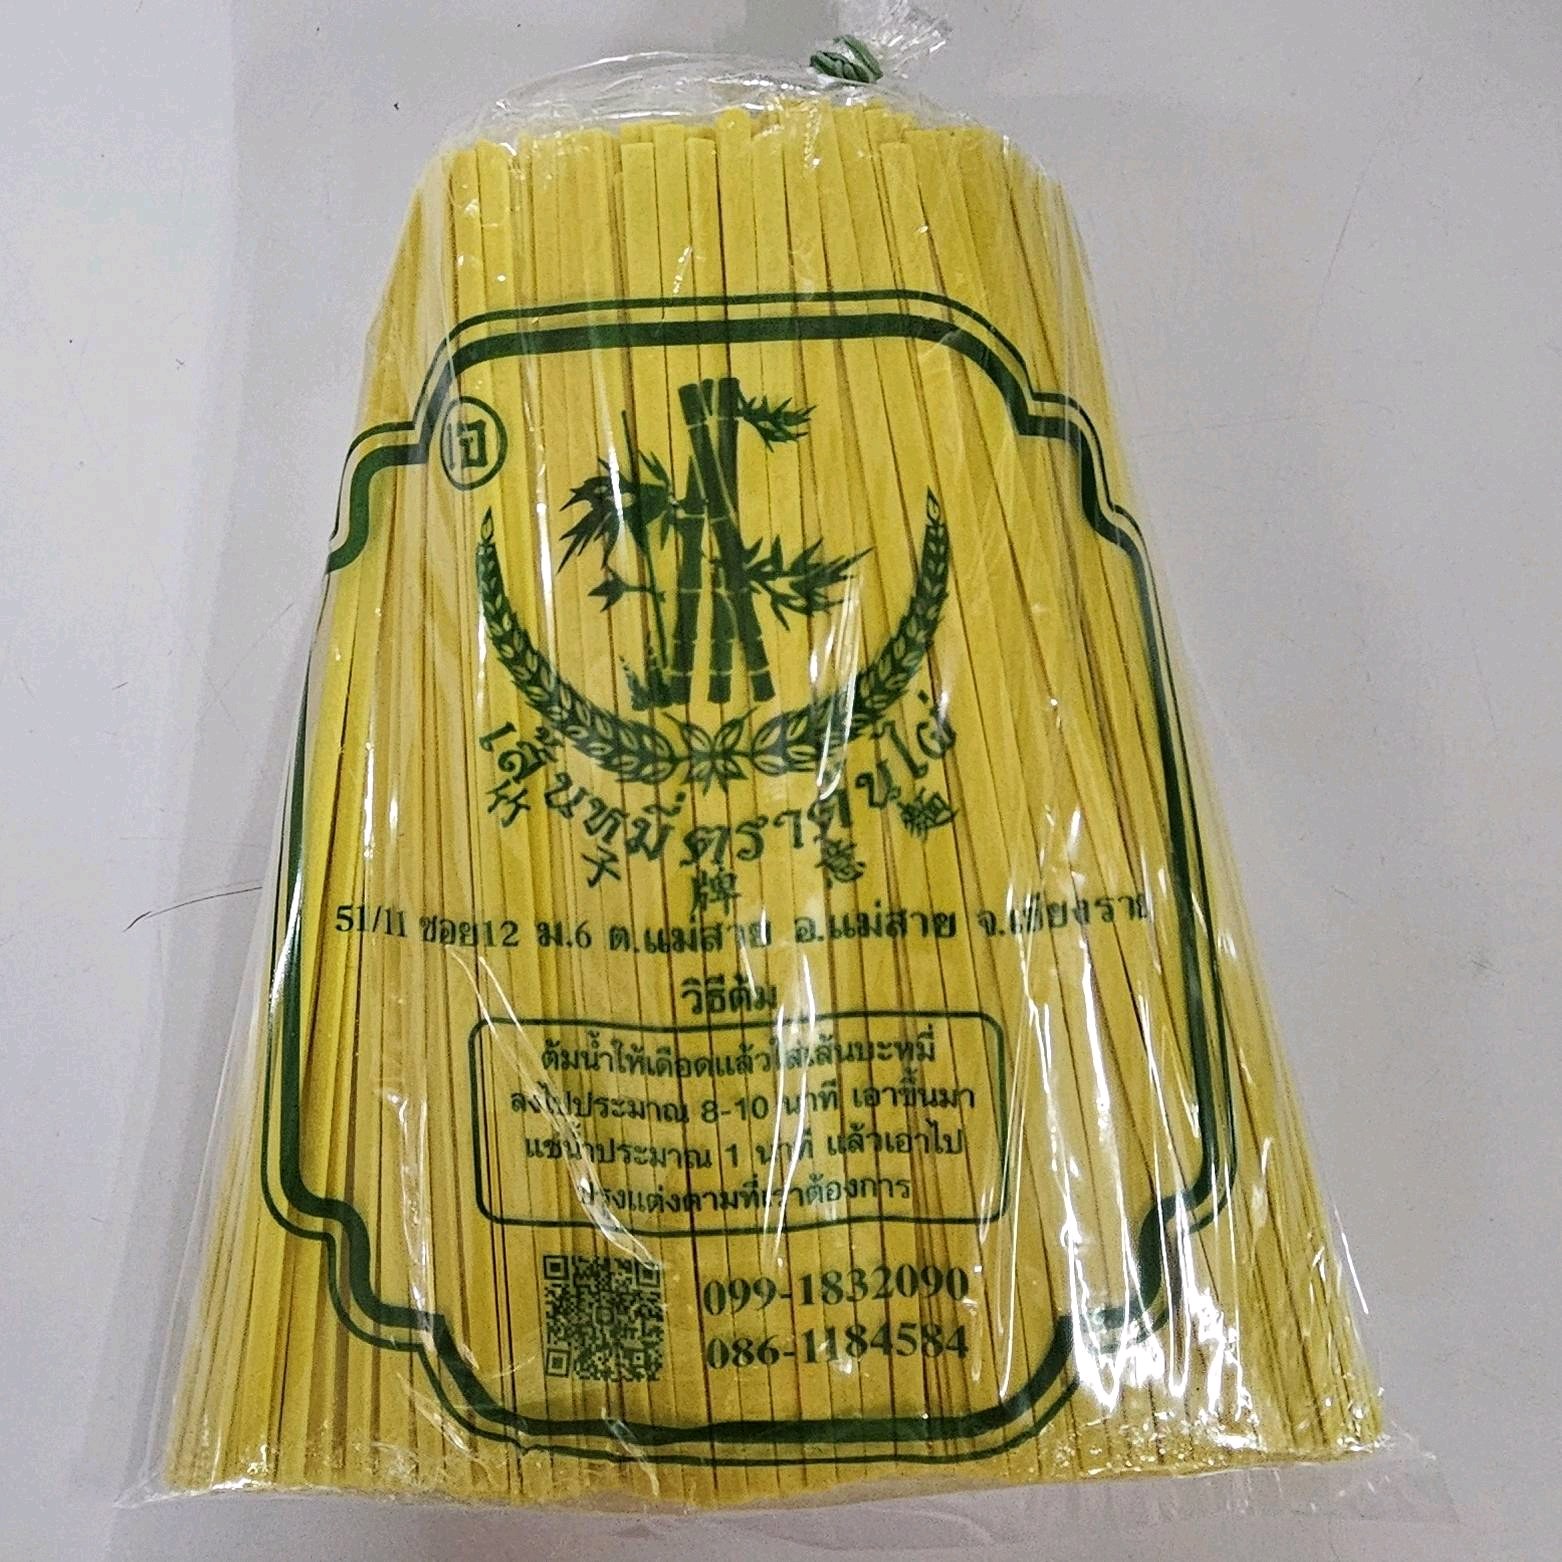 เจ
เส้นหมี่ตราต้นไผ่
竹 子 牌 意 麵
51/11 ซอย12 ม.6 ต.แม่สาย อ.แม่สาย จ.เชียงราย
วิธีต้ม
ต้มน้ำให้เดือดแล้วใส่เส้นบะหมี่
ลงไปประมาณ 8-10 นาที เอาขึ้นมา
แช่น้ำประมาณ 1 นาที แล้วเอาไป
ปรุงแต่งตามที่เราต้องการ
099-1832090
086-1184584